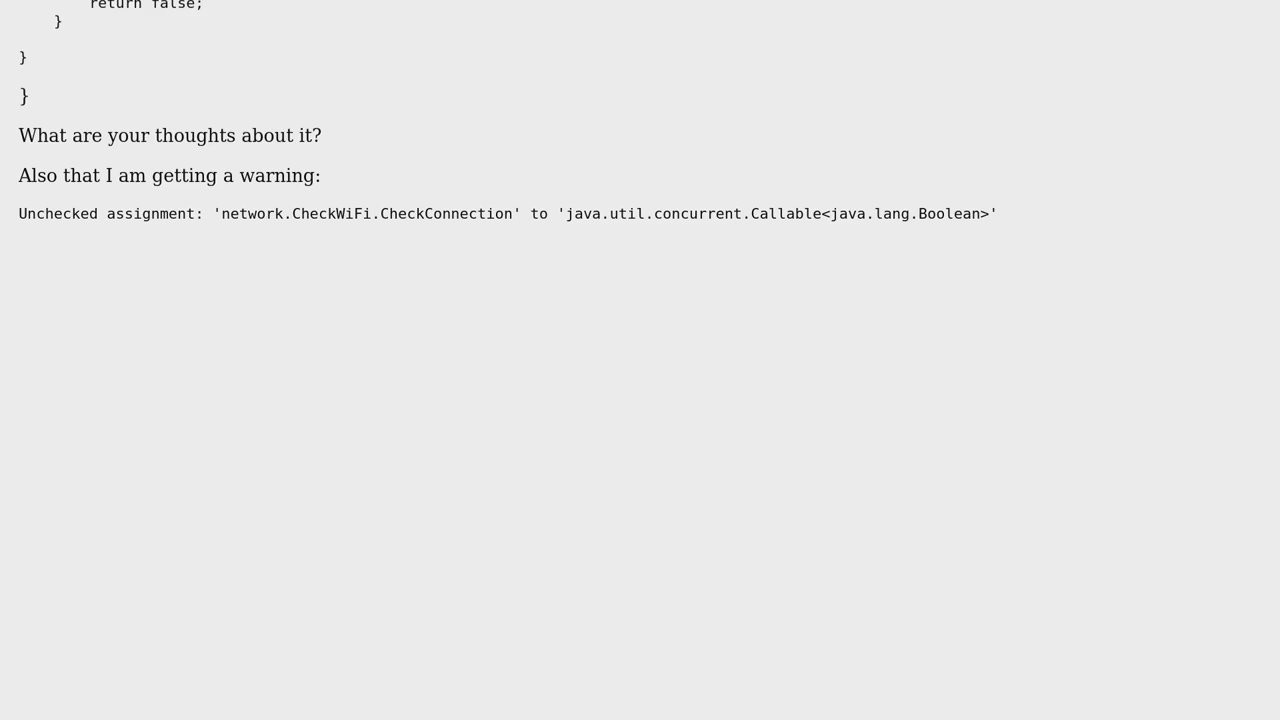 return false;
}
}
}
What are your thoughts about it?
Also that I am getting a warning:
Unchecked assignment: 'network.CheckWiFi.CheckConnection' to 'java.util.concurrent.Callable<java.lang.Boolean>'